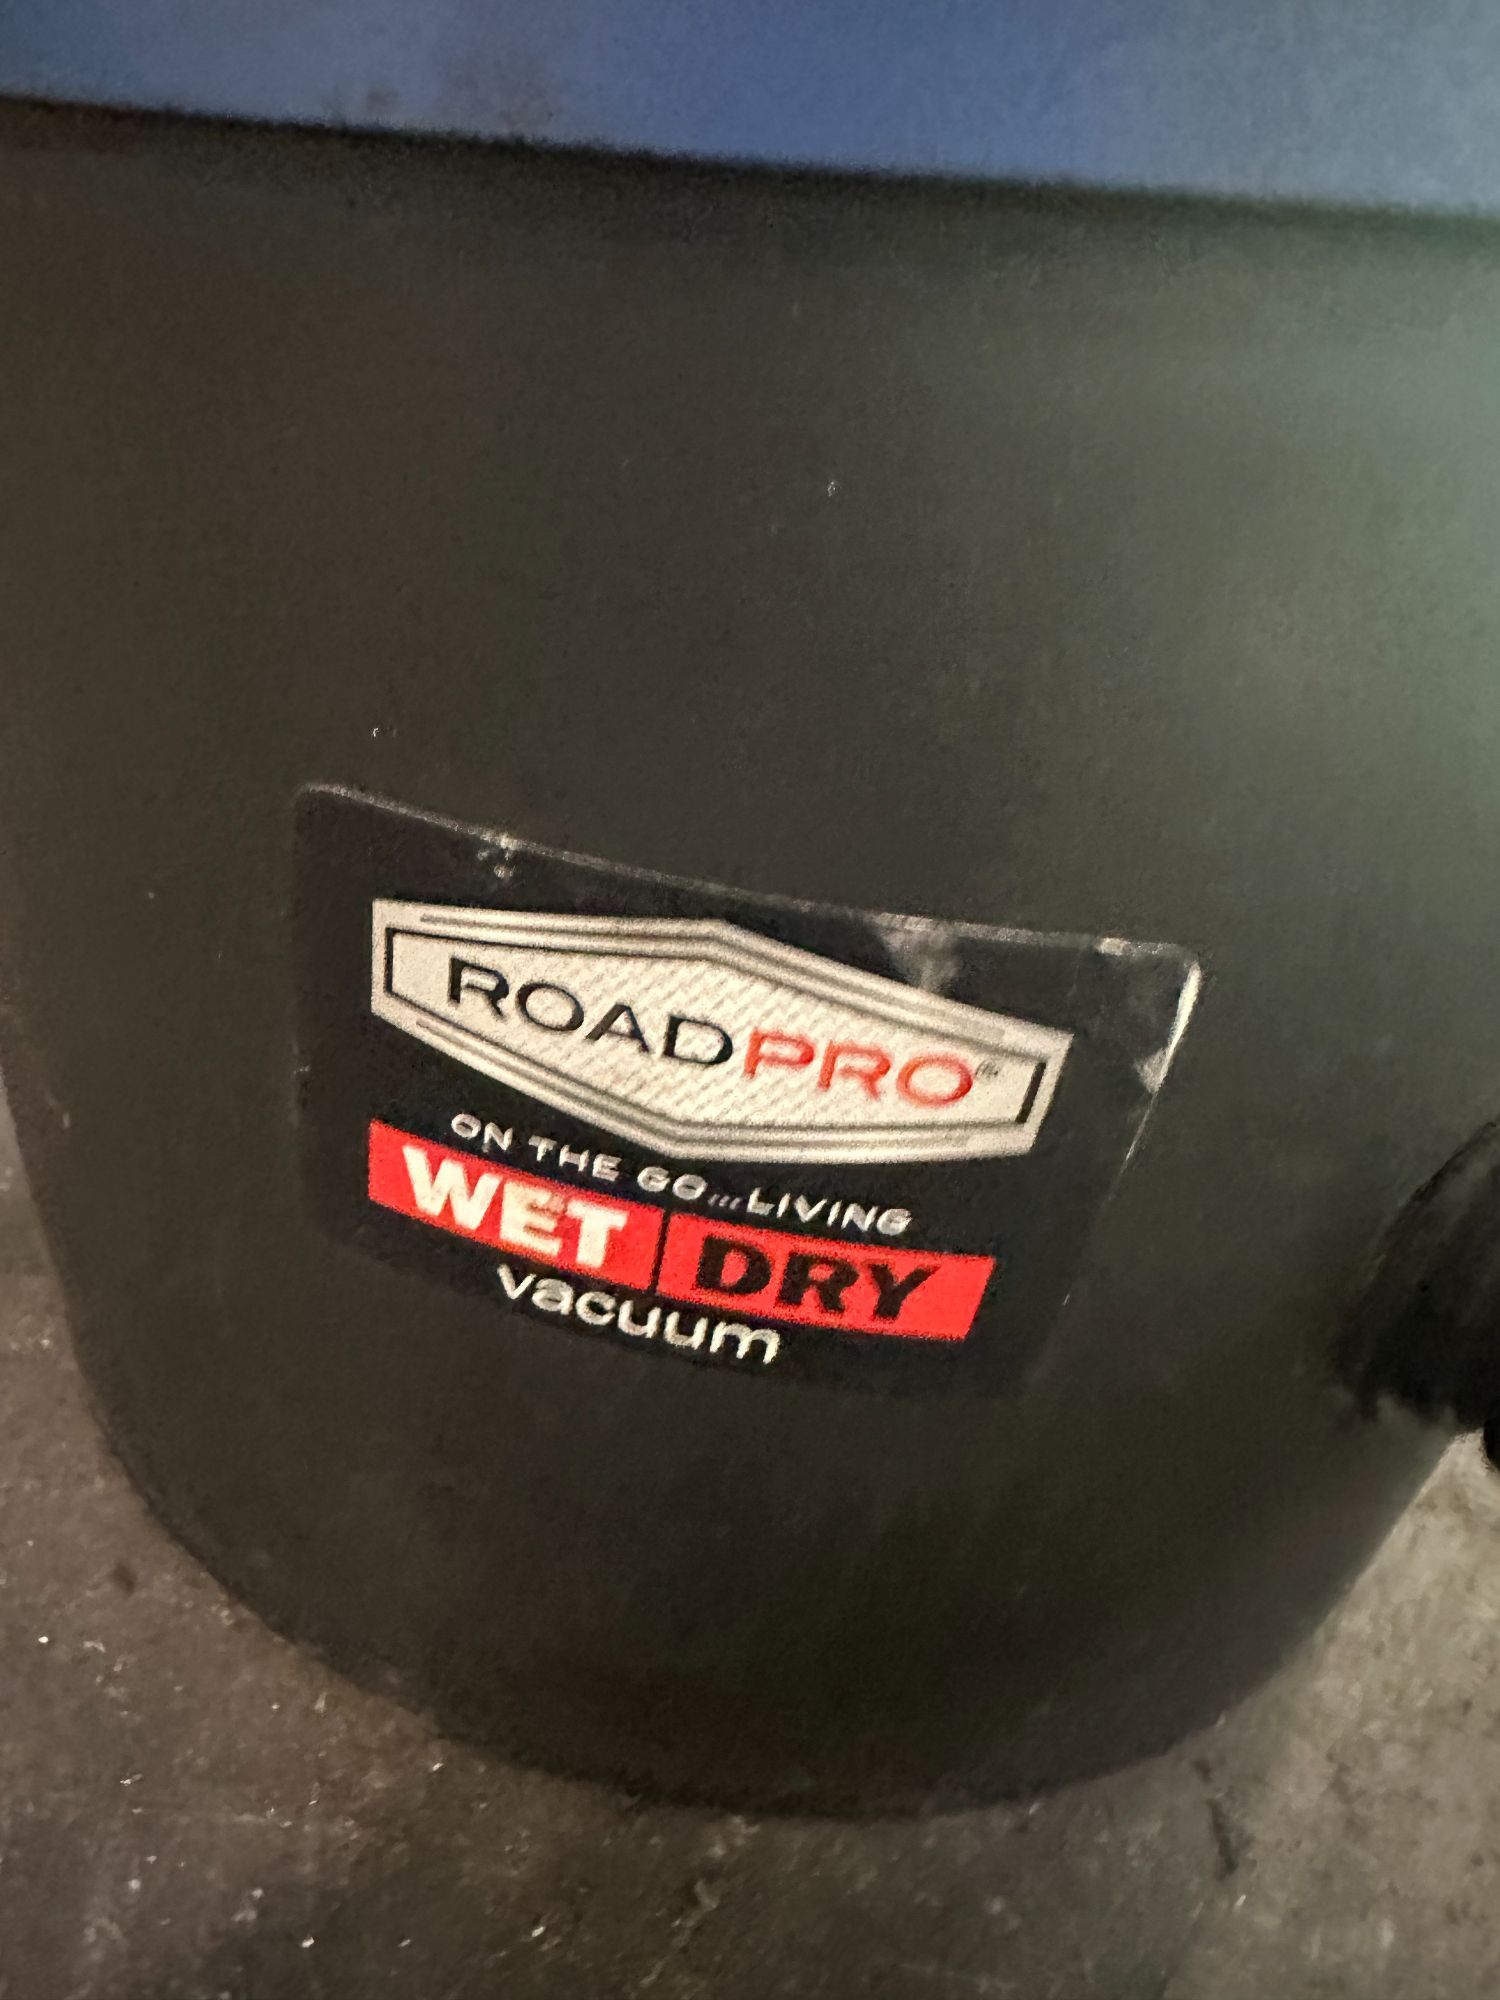 ROADPRO®
ON THE GO...LIVING
WET DRY
vacuum